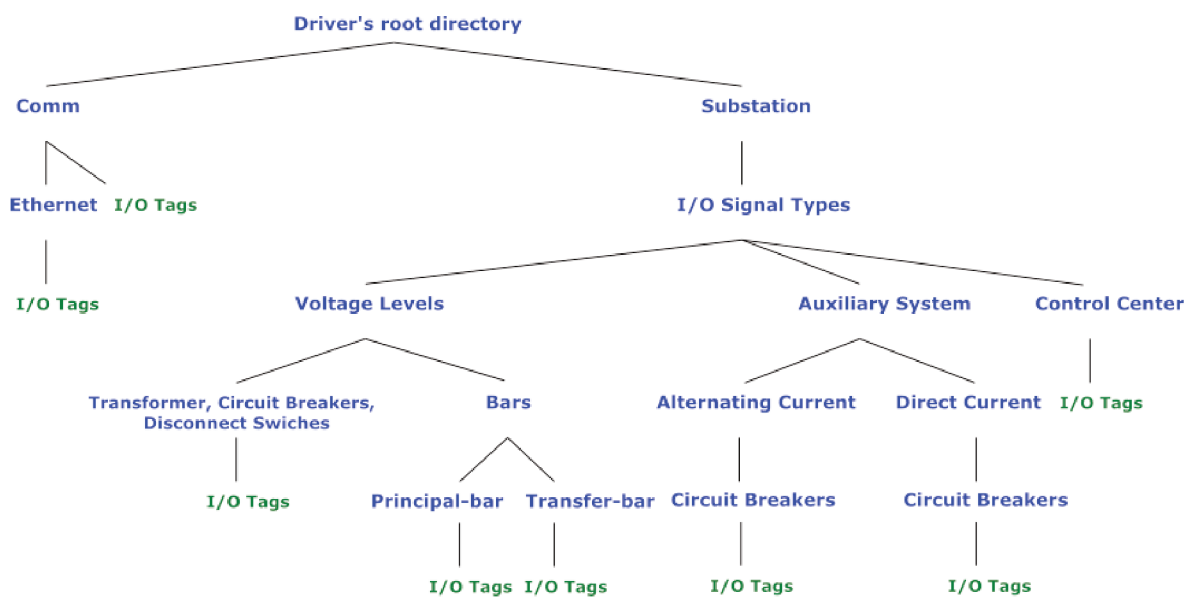 Driver's root directory
Comm
Substation
Ethernet
I/O Tags
I/O Signal Types
I/O Tags
Voltage Levels
Auxiliary System
Control Center
Transformer, Circuit Breakers,
Disconnect Swiches
Bars
Alternating Current
Direct Current
I/O Tags
I/O Tags
Principal-bar
Transfer-bar
Circuit Breakers
Circuit Breakers
I/O Tags
I/O Tags
I/O Tags
I/O Tags